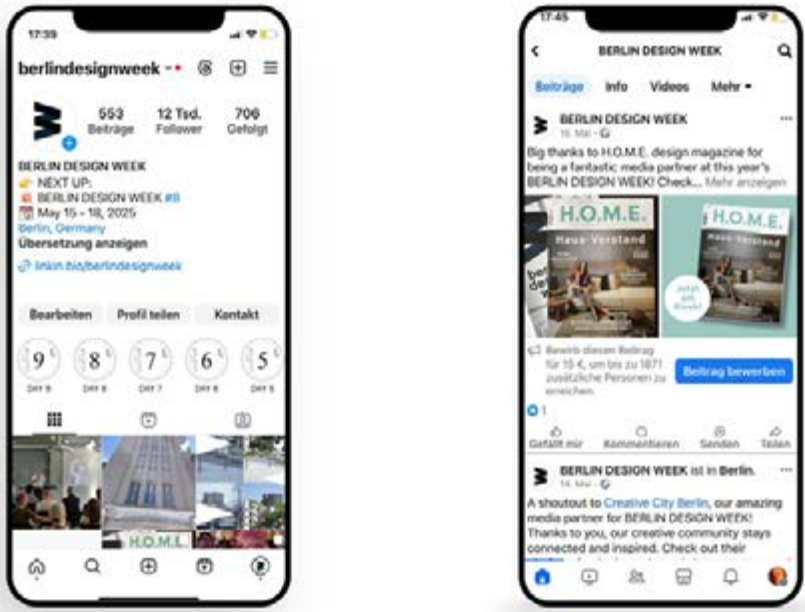 17:39
berlindesignweek
553 12 Tsd. 706
Beiträge Follower Gefolgt
BERLIN DESIGN WEEK
NEXT UP:
BERLIN DESIGN WEEK #8
May 15 - 18, 2025
Berlin, Germany
Übersetzung anzeigen
linkin.bio/berlindesignweek
Bearbeiten Profil teilen Kontakt
9 8 7 6 5
DAY 9 DAY 8 DAY 7 DAY 6 DAY 5
H.O.M.E.
17:45
BERLIN DESIGN WEEK
Beiträge Info Videos Mehr
BERLIN DESIGN WEEK
16. Mai
Big thanks to H.O.M.E. design magazine for
being a fantastic media partner at this year's
BERLIN DESIGN WEEK! Check... Mehr anzeigen
H.O.M.E.
Haus-Vorstand
H.O.M.E.
Haus-Vorstand
Jetzt
am
Kiosk!
Bewirb diesen Beitrag
für 15 €, um bis zu 1871
zusätzliche Personen zu
erreichen.
Beitrag bewerben
1
Gefällt mir Kommentieren Senden Teilen
BERLIN DESIGN WEEK ist in Berlin.
14. Mai
A shoutout to Creative City Berlin, our amazing
media partner for BERLIN DESIGN WEEK!
Thanks to you, our creative community stays
connected and inspired. Check out their